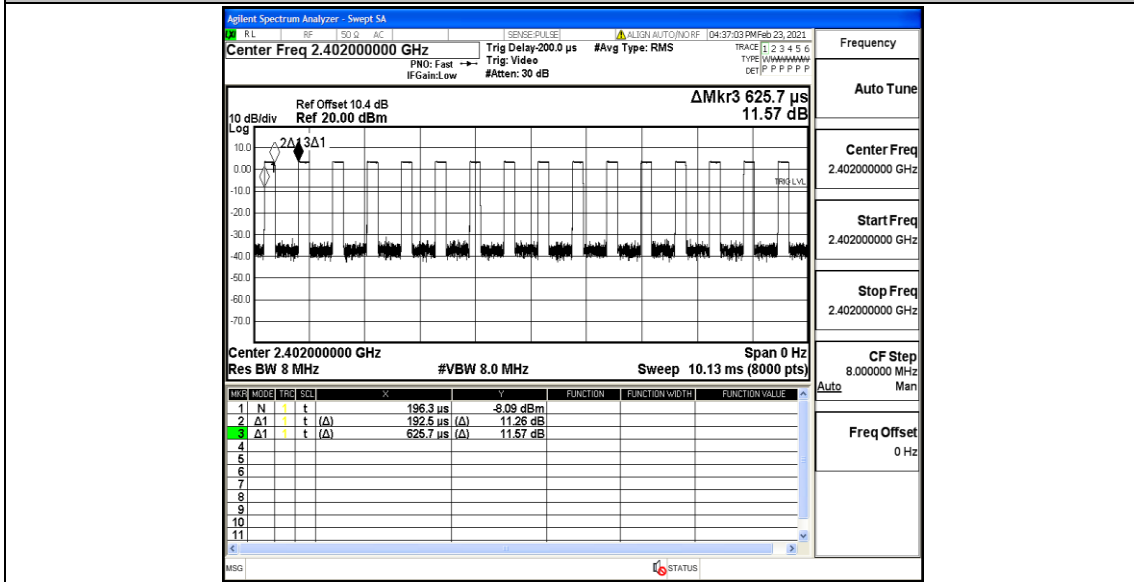 Agilent Spectrum Analyzer - Swept SA
LXI RL RF 50 Ω AC SENSE:PULSE ALIGN AUTO/NO RF 04:37:03 PM Feb 23, 2021
Center Freq 2.402000000 GHz
PNO: Fast
IFGain:Low
Trig Delay-200.0 µs
Trig: Video
#Atten: 30 dB
#Avg Type: RMS
TRACE 1 2 3 4 5 6
TYPE WWWWWW
DET P P P P P P
ΔMkr3 625.7 µs
11.57 dB
Ref Offset 10.4 dB
10 dB/div Ref 20.00 dBm
Log
10.0
0.00
-10.0
-20.0
-30.0
-40.0
-50.0
-60.0
-70.0
2Δ1 3Δ1
1
TRIG LVL
Center 2.402000000 GHz Span 0 Hz
Res BW 8 MHz #VBW 8.0 MHz Sweep 10.13 ms (8000 pts)
MKR MODE TRC SCL X Y FUNCTION FUNCTION WIDTH FUNCTION VALUE
1 N 1 t 196.3 µs -8.09 dBm
2 Δ1 1 t (Δ) 192.5 µs (Δ) 11.26 dB
3 Δ1 1 t (Δ) 625.7 µs (Δ) 11.57 dB
4
5
6
7
8
9
10
11
MSG STATUS
Frequency
Auto Tune
Center Freq
2.402000000 GHz
Start Freq
2.402000000 GHz
Stop Freq
2.402000000 GHz
CF Step
8.000000 MHz
Auto Man
Freq Offset
0 Hz